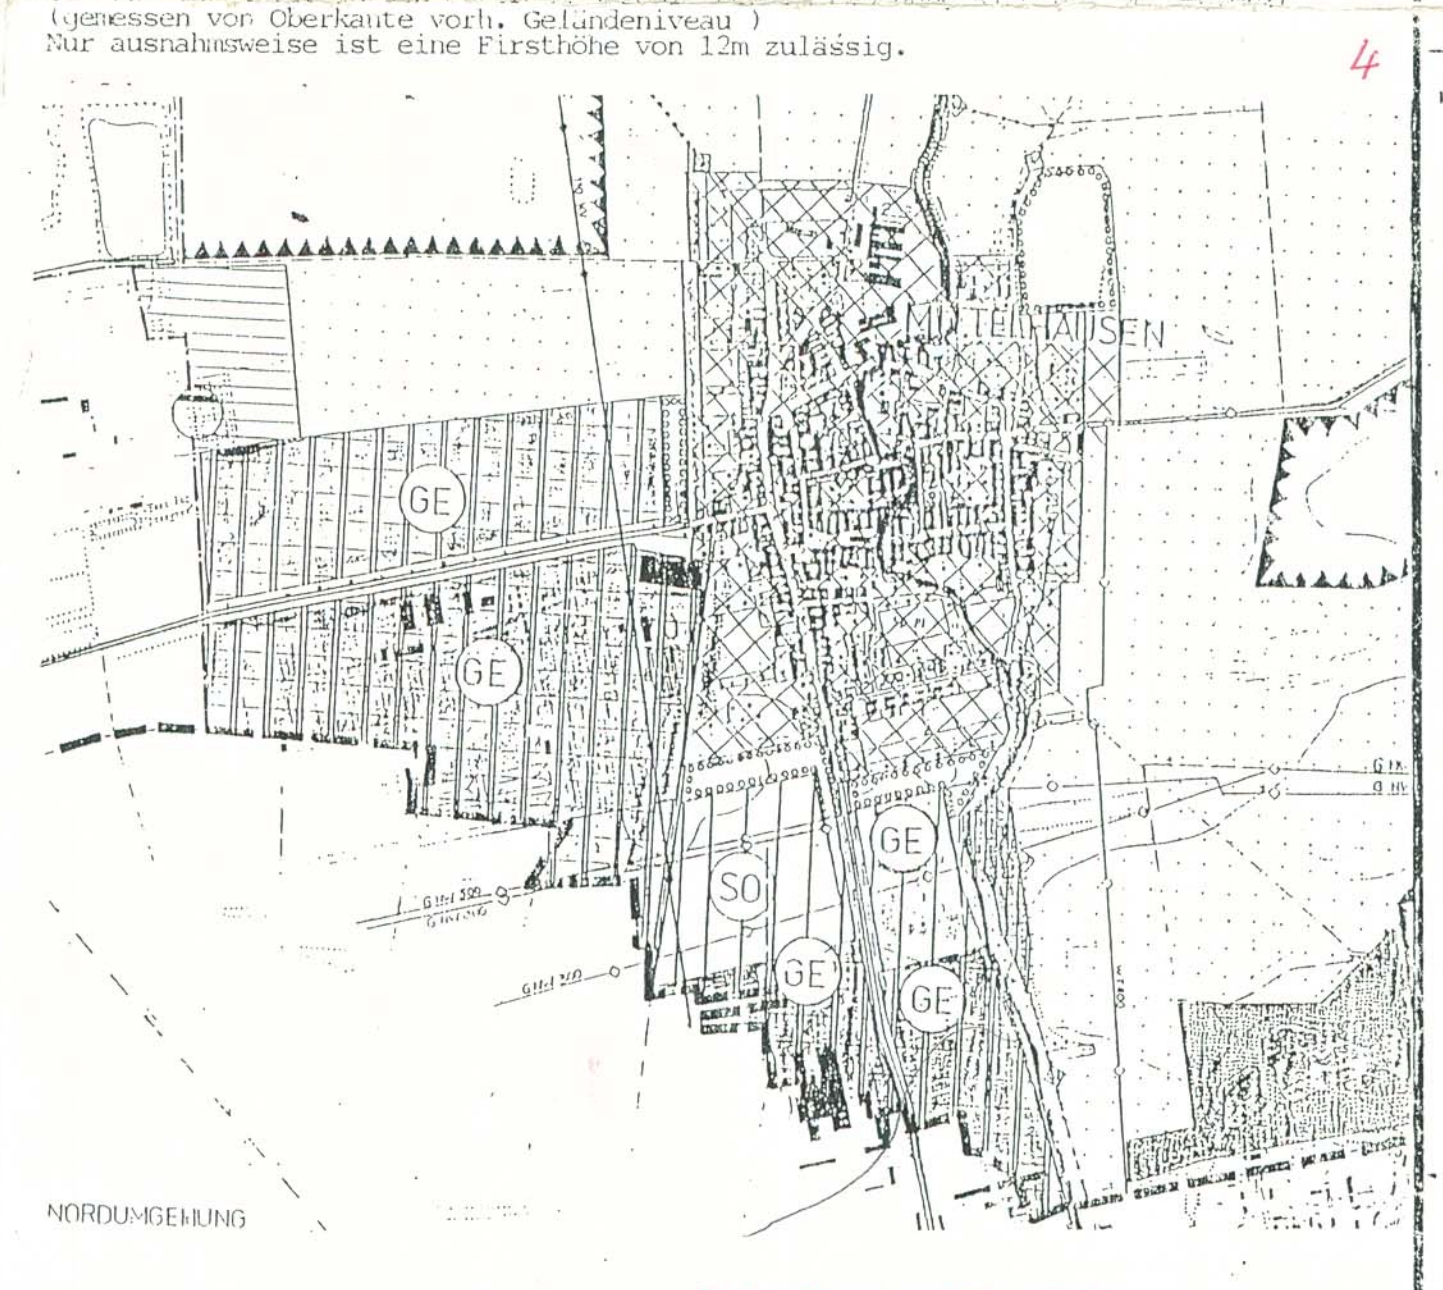 (gemessen von Oberkante vorh. Geländeniveau )
Nur ausnahmsweise ist eine Firsthöhe von 12m zulässig.
4
MITTELHAUSEN
GE
GE
GE
SO
GE
GE
NORDUMGEHUNG